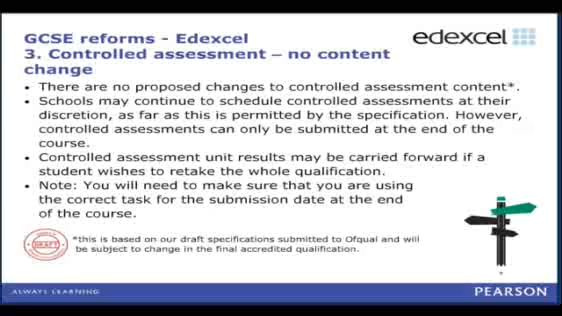 GCSE reforms - Edexcel
edexcel
3. Controlled assessment – no content
change
• There are no proposed changes to controlled assessment content*.
• Schools may continue to schedule controlled assessments at their
discretion, as far as this is permitted by the specification. However,
controlled assessments can only be submitted at the end of the
course.
• Controlled assessment unit results may be carried forward if a
student wishes to retake the whole qualification.
• Note: You will need to make sure that you are using
the correct task for the submission date at the end
of the course.
DRAFT
*this is based on our draft specifications submitted to Ofqual and will
be subject to change in the final accredited qualification.
ALWAYS LEARNING
PEARSON